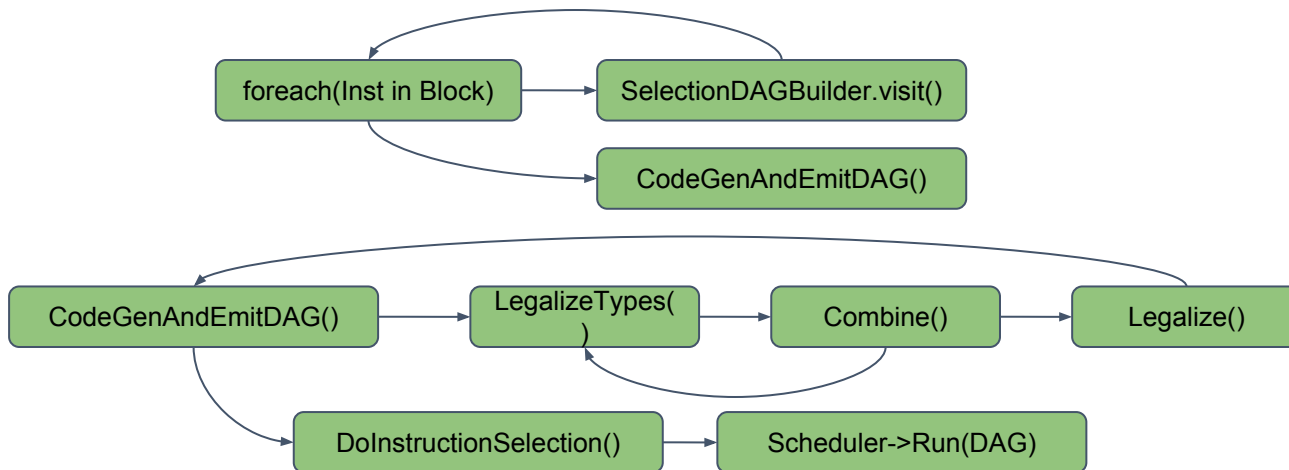 foreach(Inst in Block)
SelectionDAGBuilder.visit()
CodeGenAndEmitDAG()
CodeGenAndEmitDAG()
LegalizeTypes(
)
Combine()
Legalize()
DoInstructionSelection()
Scheduler->Run(DAG)